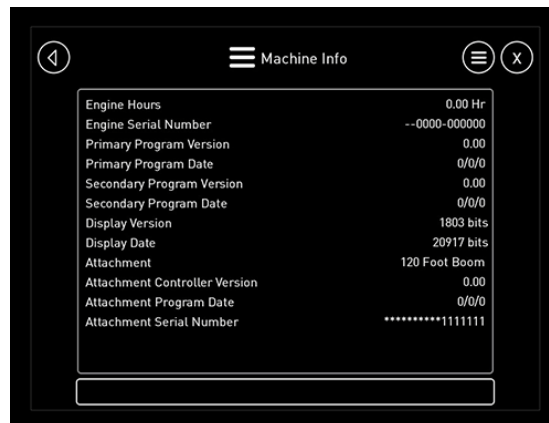 Machine Info
X
Engine Hours 0.00 Hr
Engine Serial Number --0000-000000
Primary Program Version 0.00
Primary Program Date 0/0/0
Secondary Program Version 0.00
Secondary Program Date 0/0/0
Display Version 1803 bits
Display Date 20917 bits
Attachment 120 Foot Boom
Attachment Controller Version 0.00
Attachment Program Date 0/0/0
Attachment Serial Number **********1111111